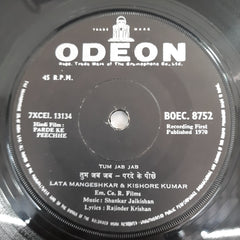 TRADE MARK
ODEON
Regd. Trade Mark of The Gramophone Co. Ltd.
45 R.P.M.
7XCEI. 13134
BOEC. 8752
Hindi Film :
PARDE KE
PEECHHE
Recording First
Published 1970
TUM JAB JAB
तुम जब जब - परदे के पीछे
LATA MANGESHKAR & KISHORE KUMAR
Em. Ce. R. Films
Music : Shankar Jaikishan
Lyrics : Rajinder Krishan